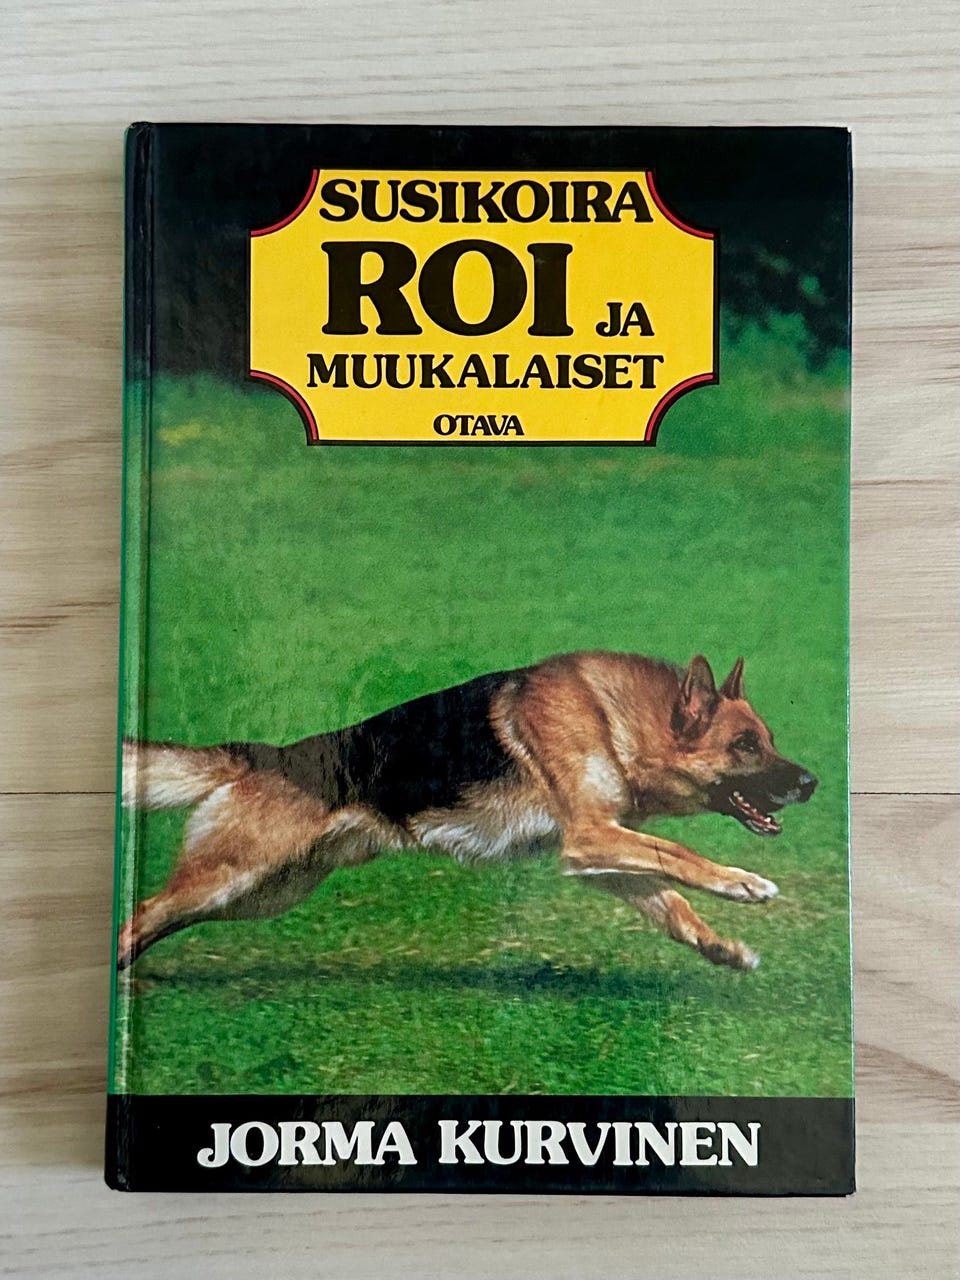 SUSIKOIRA
ROI JA
MUUKALAISET
OTAVA
JORMA KURVINEN